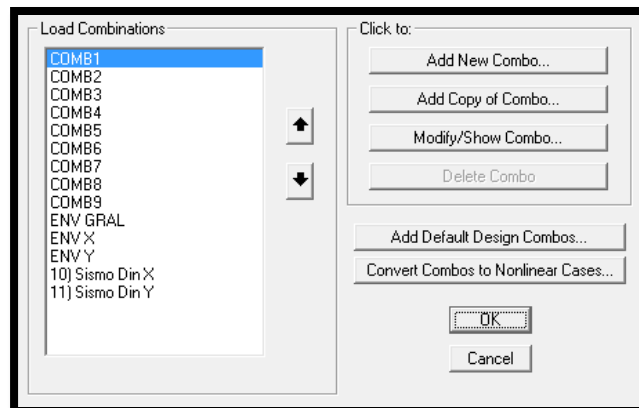 Load Combinations
COMB1
COMB2
COMB3
COMB4
COMB5
COMB6
COMB7
COMB8
COMB9
ENV GRAL
ENV X
ENV Y
10) Sismo Din X
11) Sismo Din Y
Click to:
Add New Combo...
Add Copy of Combo...
Modify/Show Combo...
Delete Combo
Add Default Design Combos...
Convert Combos to Nonlinear Cases...
OK
Cancel